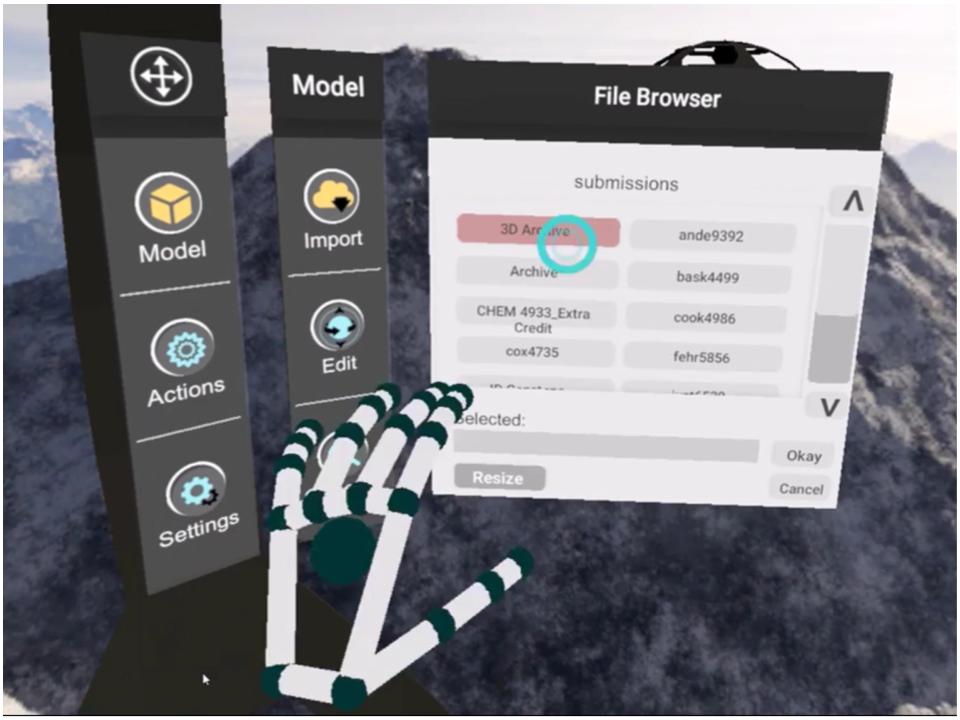 Model
Actions
Settings
Model
Import
Edit
File Browser
submissions
3D Archive
ande9392
Archive
bask4499
CHEM 4933_Extra
Credit
cook4986
cox4735
fehr5856
Selected:
Okay
Resize
Cancel